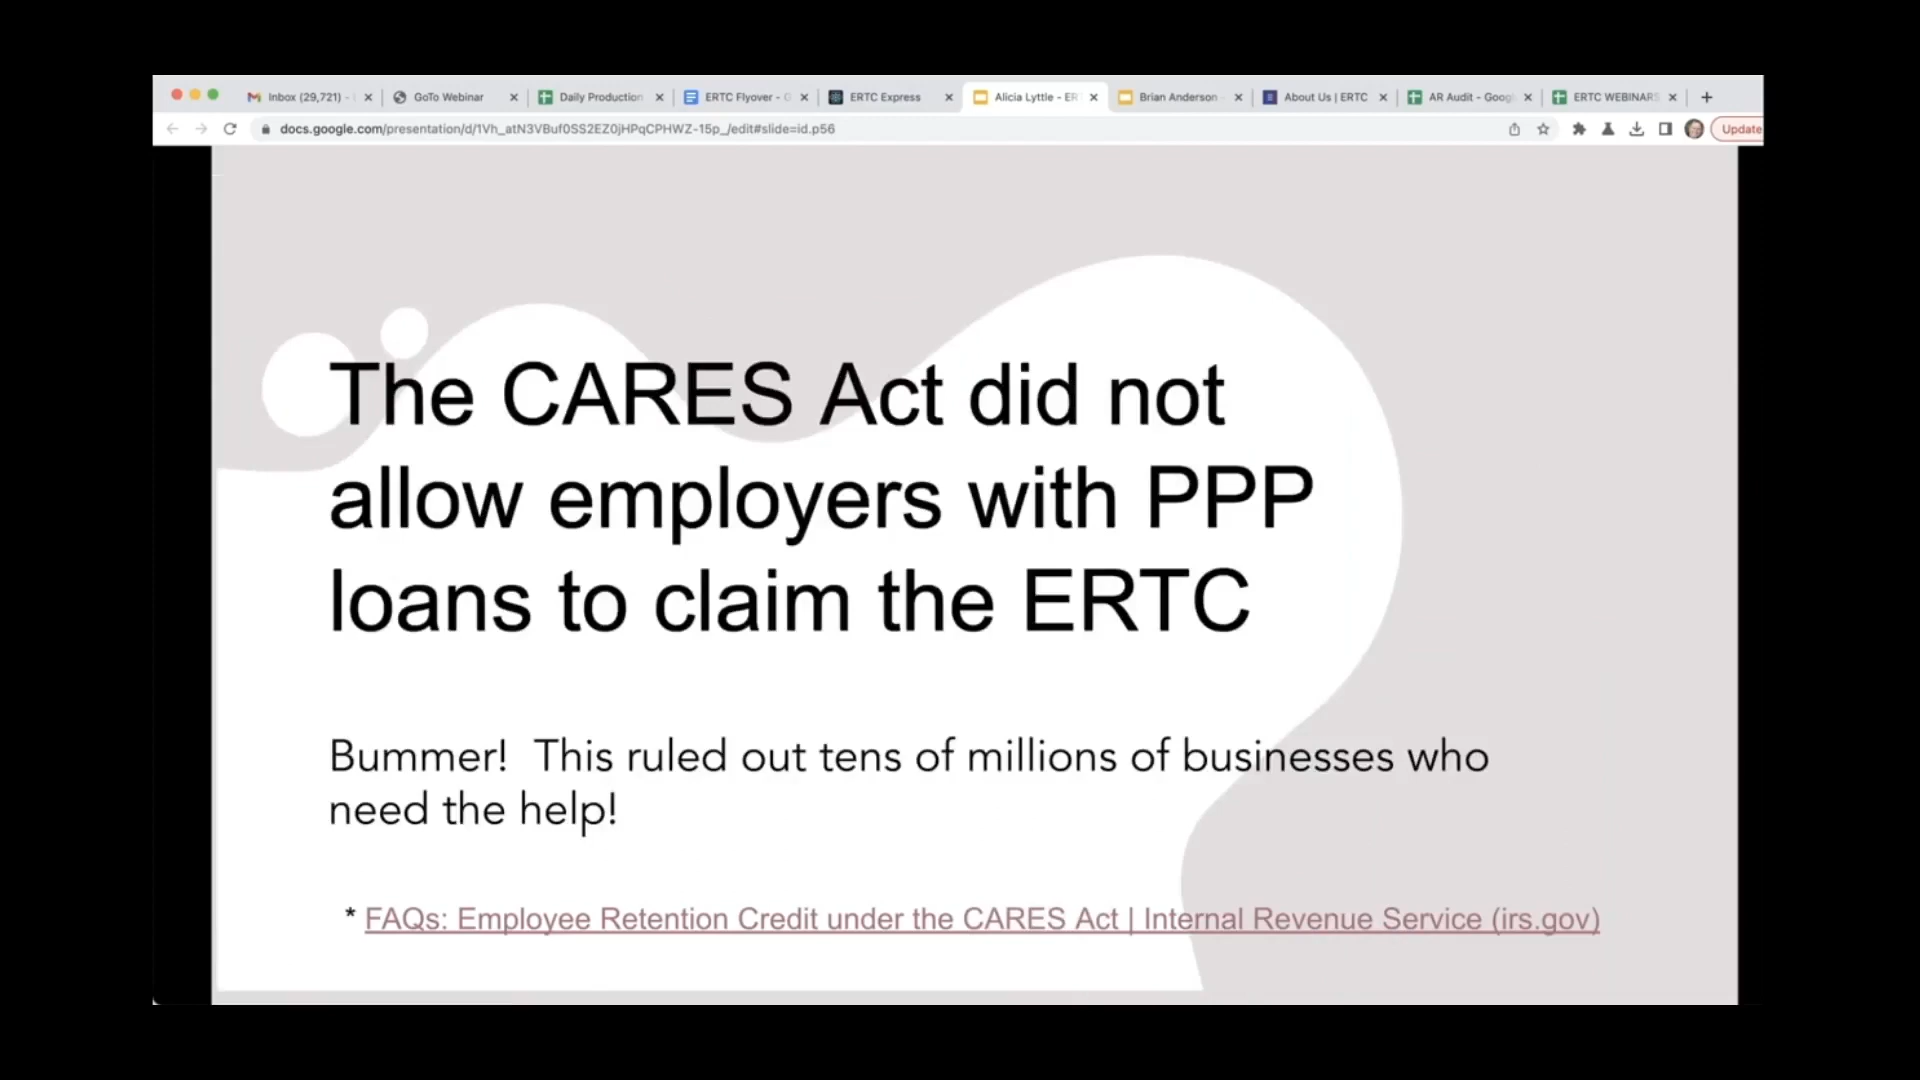 Inbox (29,721) -
GoTo Webinar
Daily Production
ERTC Flyover -
ERTC Express
Alicia Lyttle - ER
Brian Anderson
About Us | ERTC
AR Audit - Goog
ERTC WEBINARS
docs.google.com/presentation/d/1Vh_atN3VBuf0SS2EZ0jHPqCPHWZ-15p_/edit#slide=id.p56
Update
The CARES Act did not
allow employers with PPP
loans to claim the ERTC
Bummer! This ruled out tens of millions of businesses who
need the help!
* FAQs: Employee Retention Credit under the CARES Act | Internal Revenue Service (irs.gov)